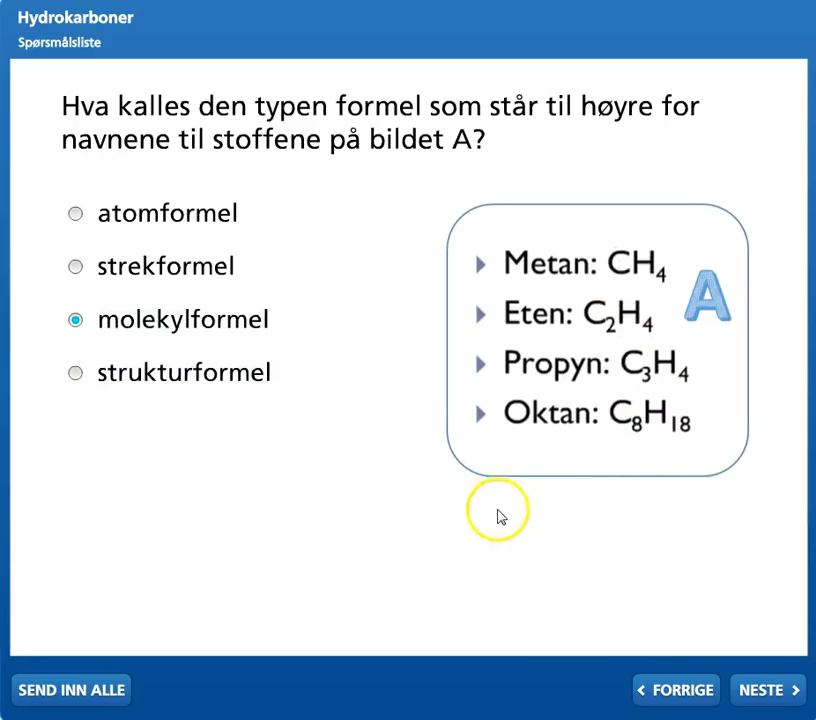 Hydrokarboner
Spørsmålsliste
Hva kalles den typen formel som står til høyre for
navnene til stoffene på bildet A?
atomformel
strekformel
molekylformel
strukturformel
Metan: CH₄
Eten: C₂H₄
Propyn: C₃H₄
Oktan: C₈H₁₈
A
SEND INN ALLE
FORRIGE
NESTE